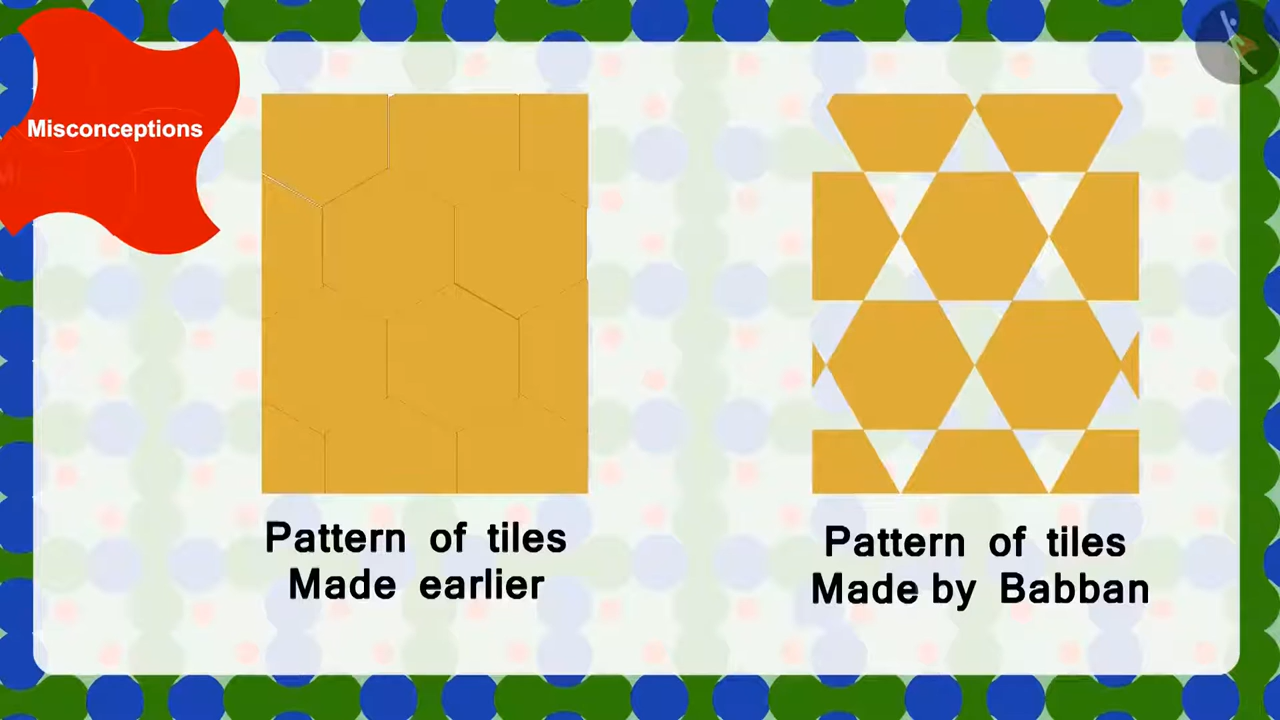 Misconceptions
Pattern of tiles
Made earlier
Pattern of tiles
Made by Babban